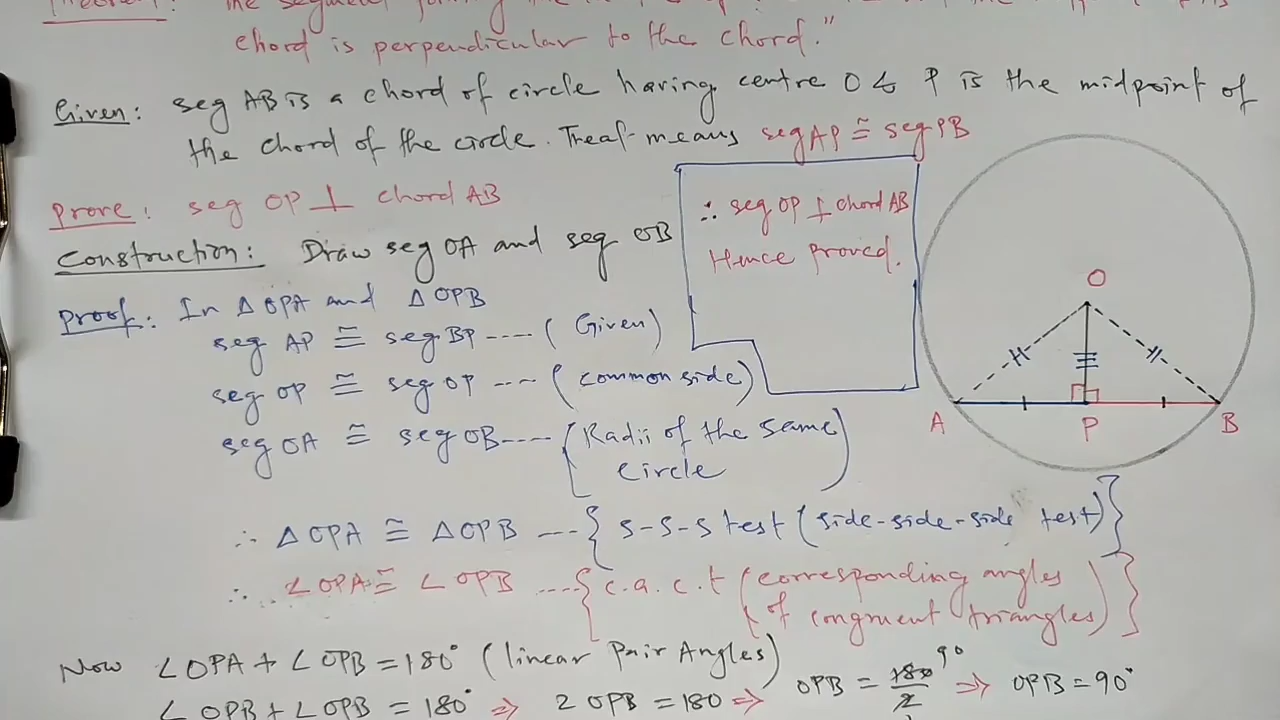 chord is perpendicular to the chord."
Given: seg AB is a chord of circle having centre O & P is the midpoint of
the chord of the circle. Treat means seg AP ≅ seg PB
Prove: seg OP ⊥ chord AB
Construction: Draw seg OA and seg OB
Proof: In Δ OPA and Δ OPB
seg AP ≅ seg BP ---- (Given)
seg OP ≅ seg OP --- (common side)
seg OA ≅ seg OB ---- (Radii of the same
circle)
∴ Δ OPA ≅ Δ OPB ---- { S-S-S test (side-side-side test) }
∴ ∠OPA ≅ ∠OPB ---- { c.a.c.t (corresponding angles
of congruent triangles) }
Now ∠OPA + ∠OPB = 180° (linear Pair Angles)
∠OPB + ∠OPB = 180° ⇒ 2 OPB = 180 ⇒ OPB = 180/2 90 ⇒ OPB = 90°
∴ seg OP ⊥ chord AB
Hence Proved.
O
A
P
B